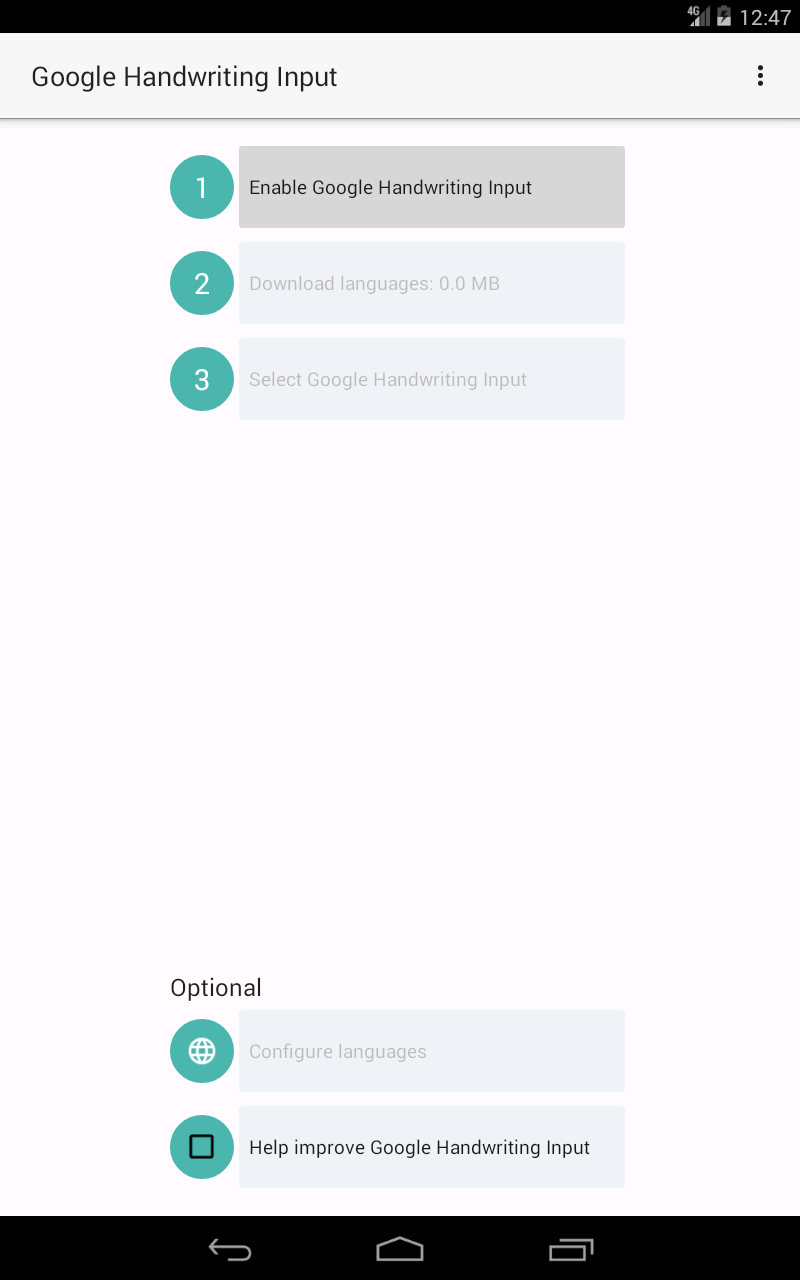 4G 12:47
Google Handwriting Input
1 Enable Google Handwriting Input
2 Download languages: 0.0 MB
3 Select Google Handwriting Input
Optional
Configure languages
Help improve Google Handwriting Input